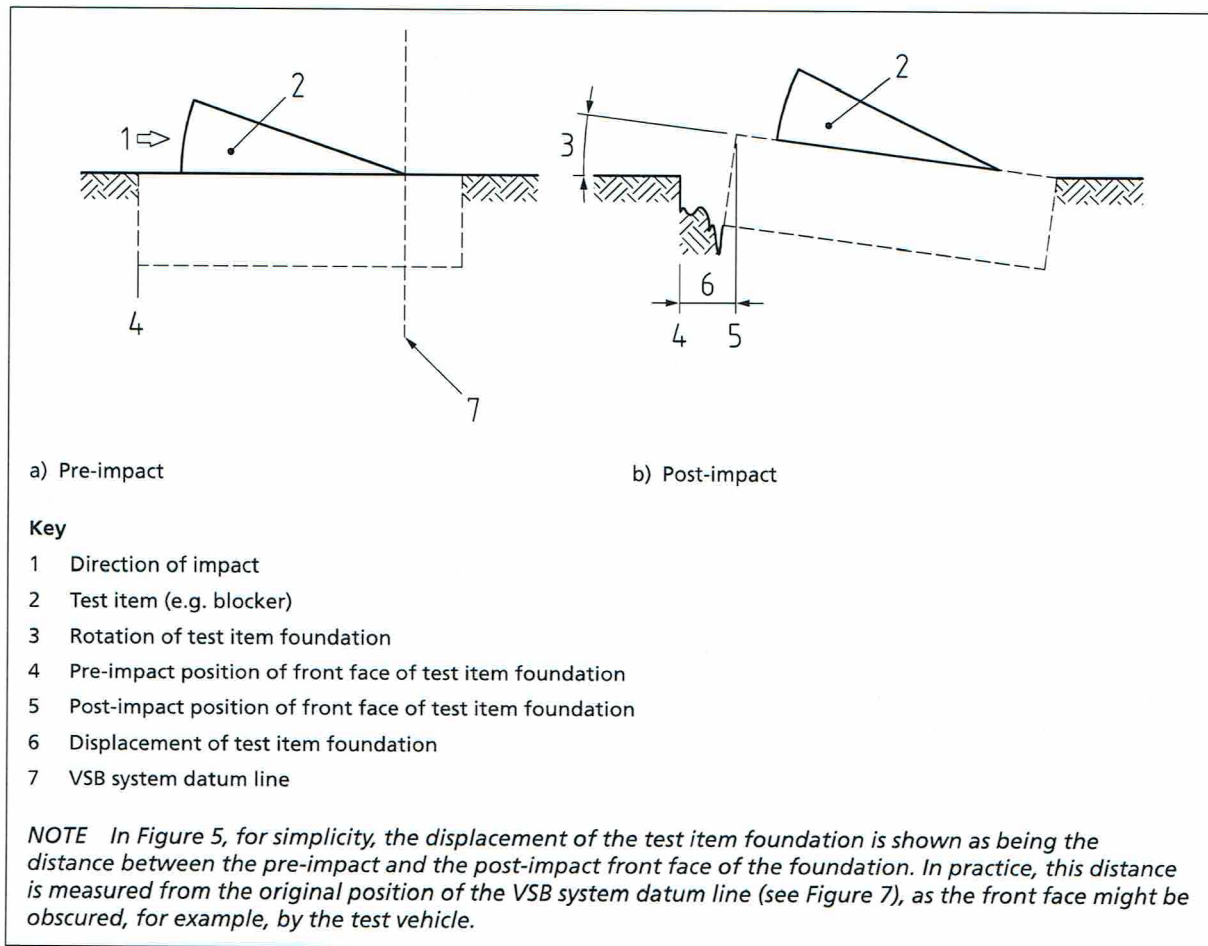 2
2
1
3
6
4
4
5
7
a) Pre-impact
b) Post-impact
Key
1 Direction of impact
2 Test item (e.g. blocker)
3 Rotation of test item foundation
4 Pre-impact position of front face of test item foundation
5 Post-impact position of front face of test item foundation
6 Displacement of test item foundation
7 VSB system datum line
NOTE In Figure 5, for simplicity, the displacement of the test item foundation is shown as being the
distance between the pre-impact and the post-impact front face of the foundation. In practice, this distance
is measured from the original position of the VSB system datum line (see Figure 7), as the front face might be
obscured, for example, by the test vehicle.